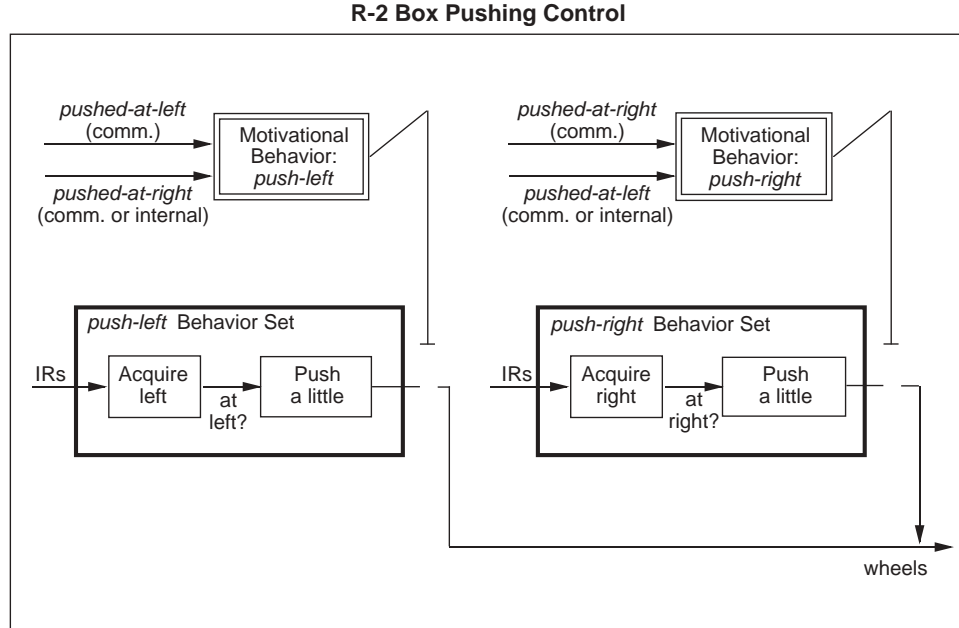 R-2 Box Pushing Control
pushed-at-left
(comm.)
pushed-at-right
(comm. or internal)
Motivational
Behavior:
push-left
pushed-at-right
(comm.)
pushed-at-left
(comm. or internal)
Motivational
Behavior:
push-right
push-left Behavior Set
IRs
Acquire
left
at
left?
Push
a little
push-right Behavior Set
IRs
Acquire
right
at
right?
Push
a little
wheels